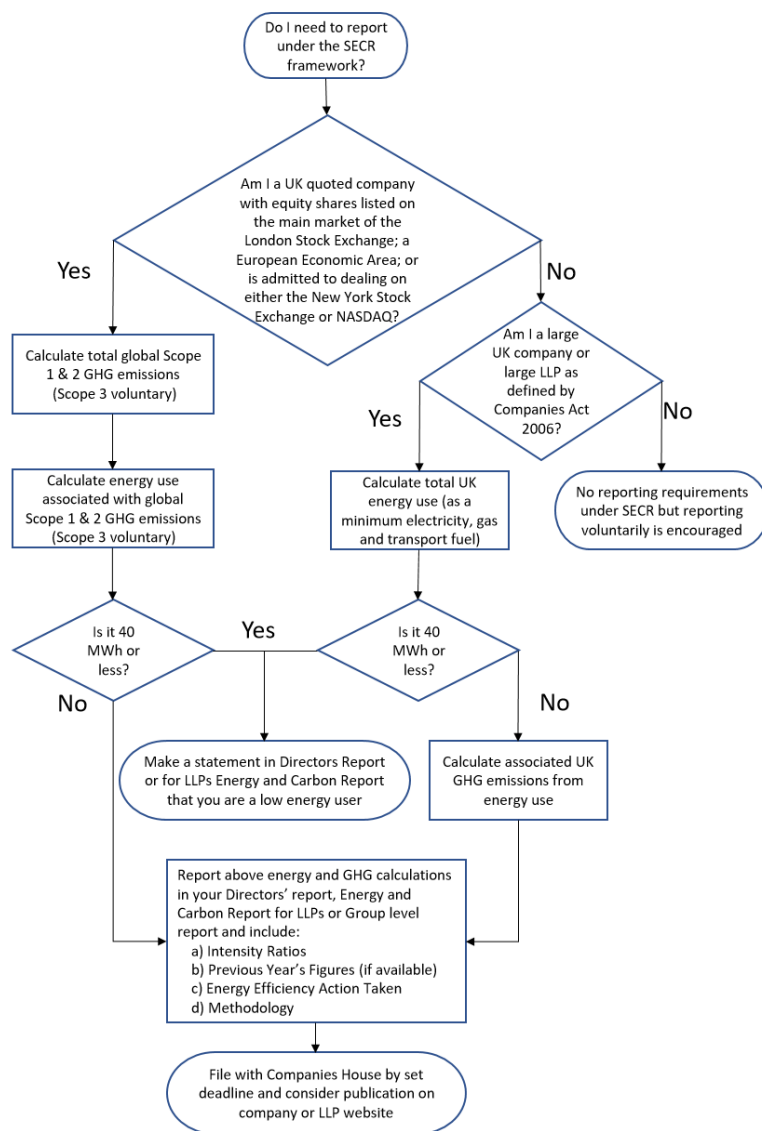 Do I need to report
under the SECR
framework?
Am I a UK quoted company
with equity shares listed on
the main market of the
London Stock Exchange; a
European Economic Area; or
is admitted to dealing on
either the New York Stock
Exchange or NASDAQ?
Yes
No
Calculate total global Scope
1 & 2 GHG emissions
(Scope 3 voluntary)
Am I a large
UK company or
large LLP as
defined by
Companies Act
2006?
Yes
No
Calculate energy use
associated with global
Scope 1 & 2 GHG emissions
(Scope 3 voluntary)
Calculate total UK
energy use (as a
minimum electricity, gas
and transport fuel)
No reporting requirements
under SECR but reporting
voluntarily is encouraged
Is it 40
MWh or
less?
Yes
Is it 40
MWh or
less?
No
No
Make a statement in Directors Report
or for LLPs Energy and Carbon Report
that you are a low energy user
Calculate associated UK
GHG emissions from
energy use
Report above energy and GHG calculations
in your Directors' report, Energy and
Carbon Report for LLPs or Group level
report and include:
a) Intensity Ratios
b) Previous Year's Figures (if available)
c) Energy Efficiency Action Taken
d) Methodology
File with Companies House by set
deadline and consider publication on
company or LLP website